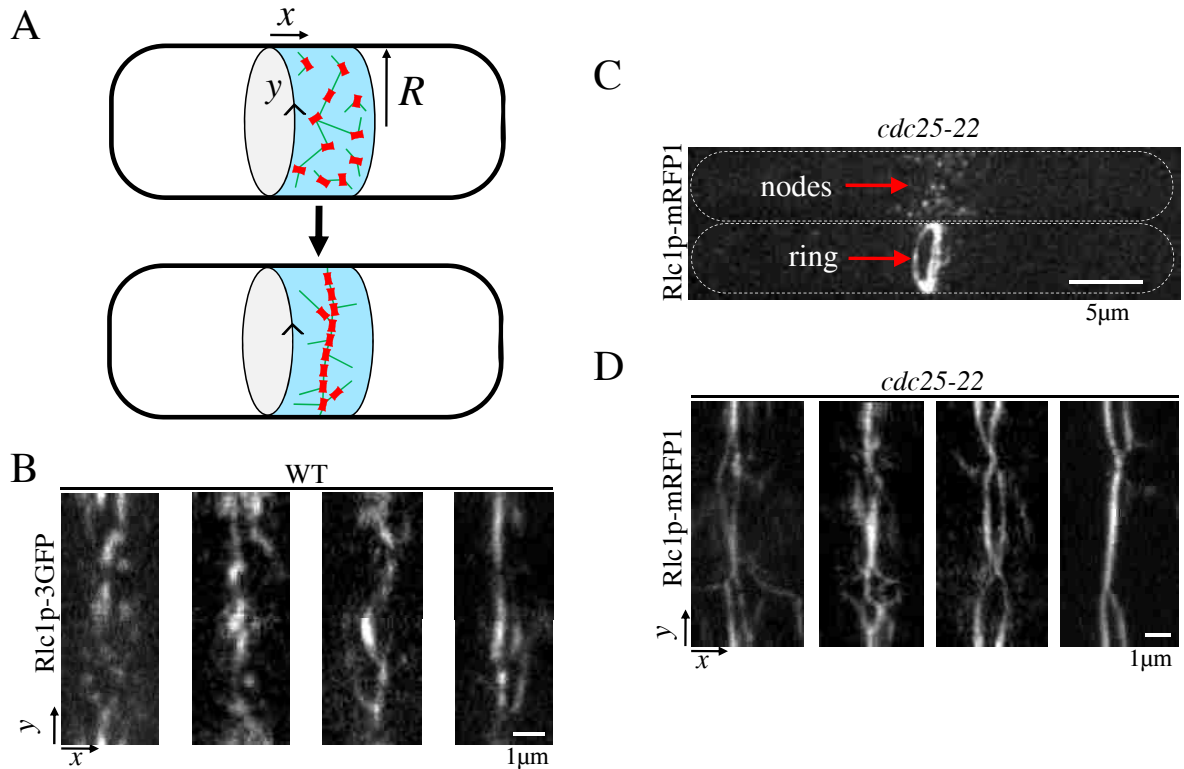 A
x
y
R
B
WT
Rlc1p-3GFP
y
x
1μm
C
cdc25-22
Rlc1p-mRFP1
nodes
ring
5μm
D
cdc25-22
Rlc1p-mRFP1
y
x
1μm